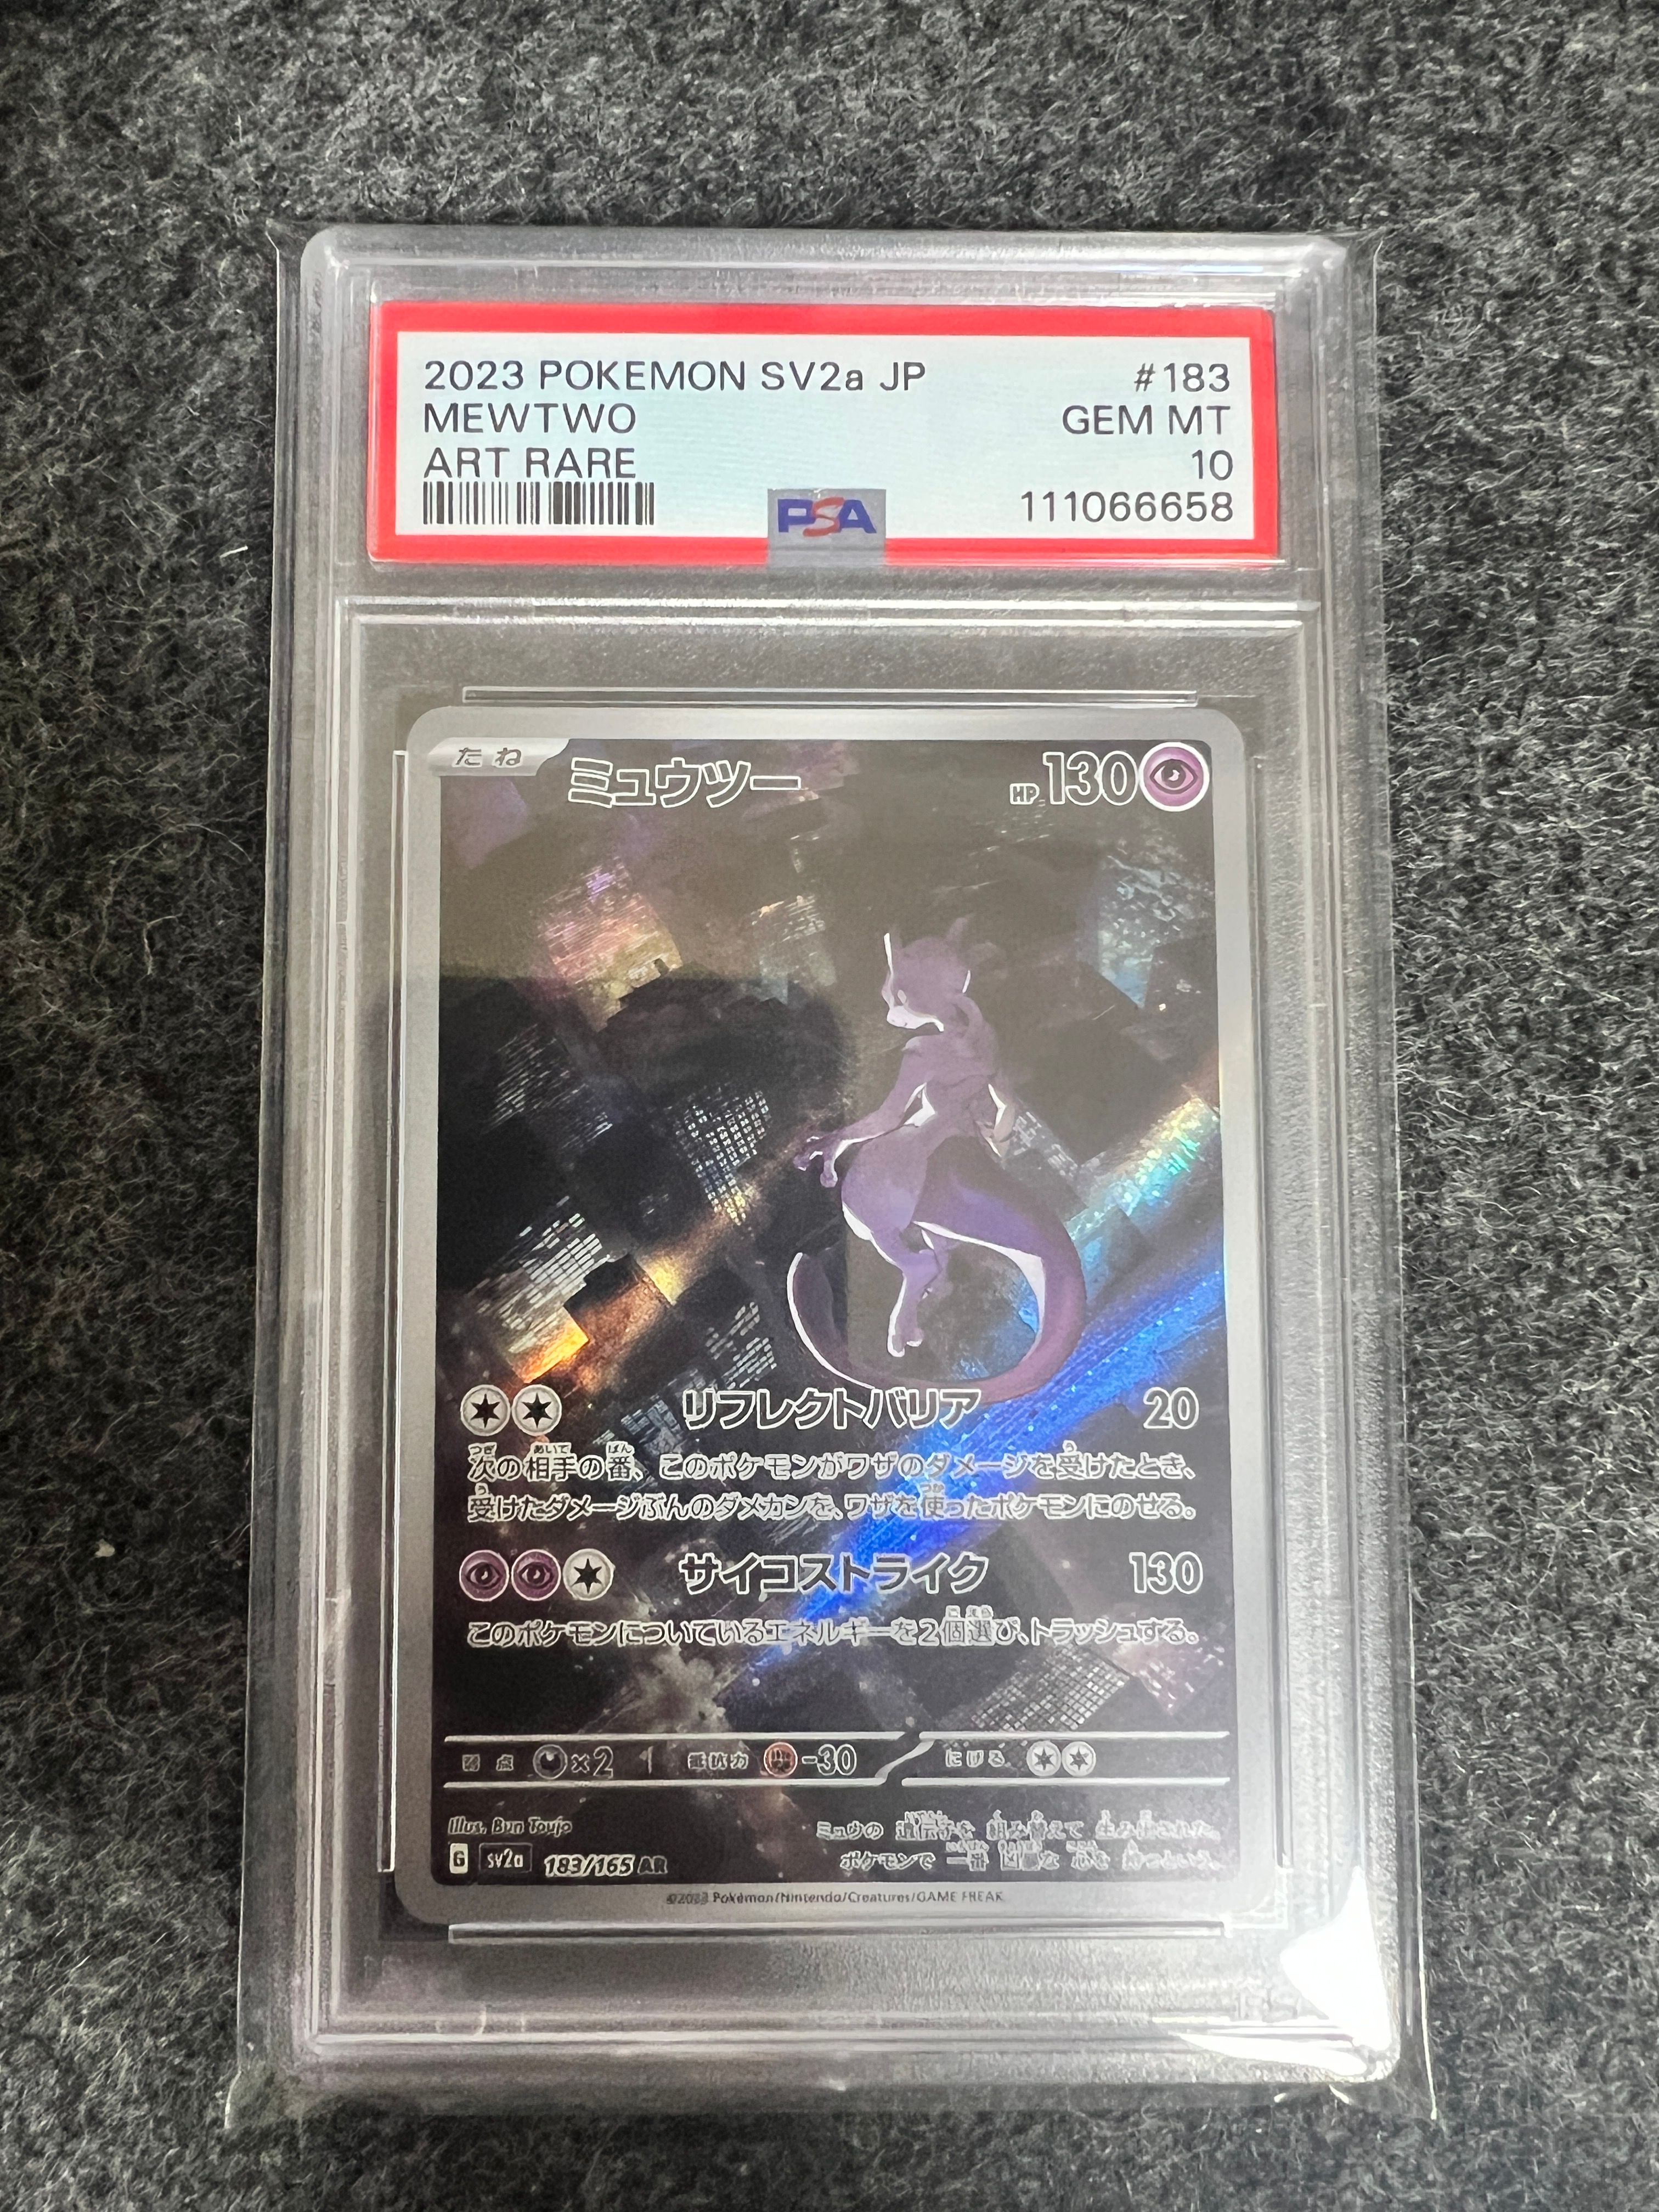 2023 POKEMON SV2a JP #183
MEWTWO GEM MT
ART RARE 10
PSA 111066658
たね ミュウツー HP 130
リフレクトバリア 20
次の相手の番、このポケモンがワザのダメージを受けたとき、
受けたダメージぶんのダメカンを、ワザを使ったポケモンにのせる。
サイコストライク 130
このポケモンについているエネルギーを2個選び、トラッシュする。
弱点 ×2 抵抗力 -30 にげる
Illus. Bun Toujo
ミュウの 遺伝子を 組み替えて 生み出された。
G sv2a 183/165 AR
ポケモンで 一番 凶暴な 心を 持つという。
©2023 Pokémon/Nintendo/Creatures/GAME FREAK